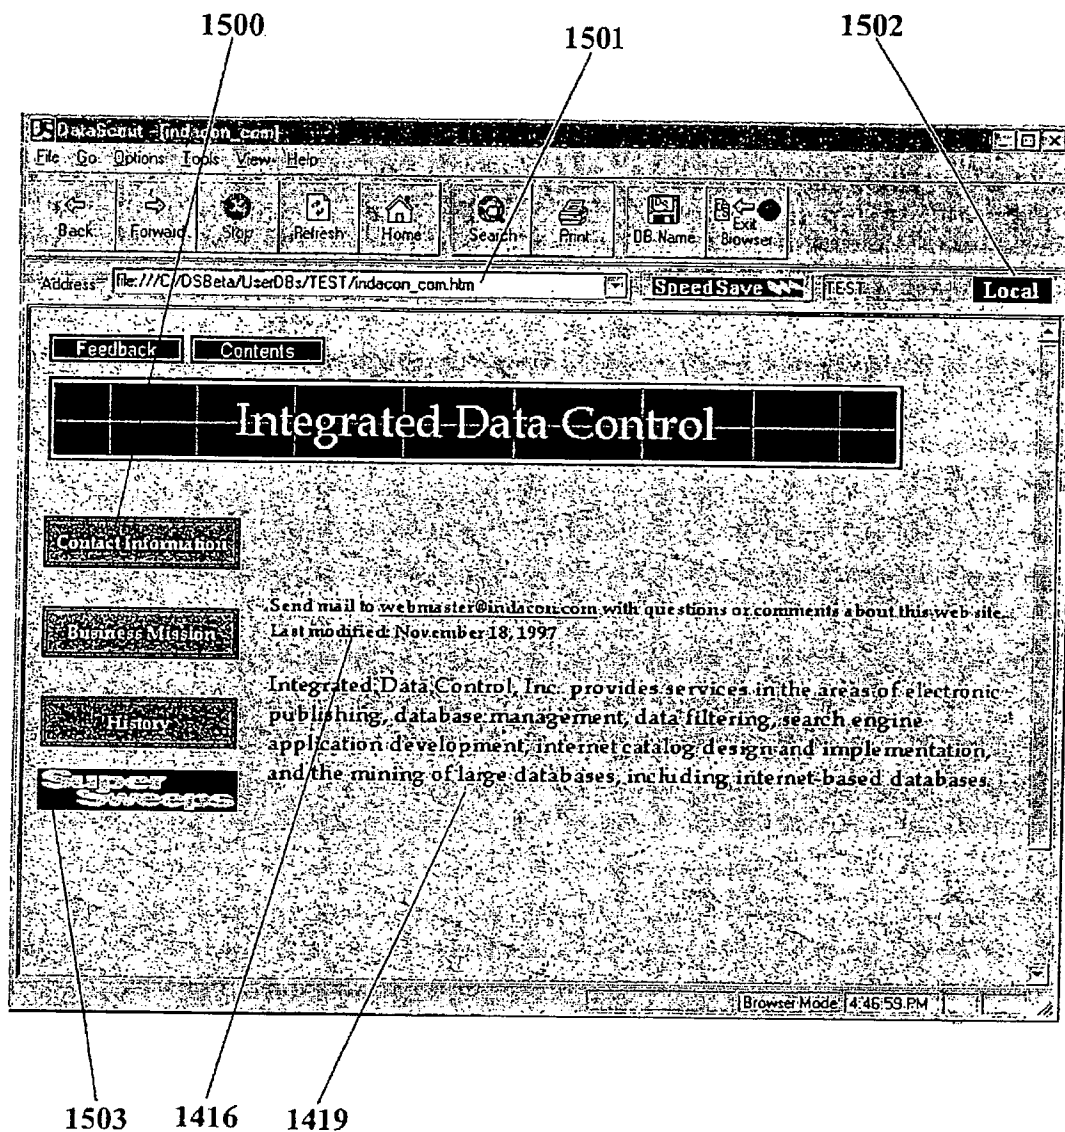 1500 1501 1502
DataScout - [indacon_com]
File Go Options Tools View Help
Back Forward Stop Refresh Home Search Print DB Name Exit Browser
Address file:///C|/DSBeta/UserDBs/TEST/indacon_com.htm SpeedSave TEST Local
Feedback Contents
Integrated Data Control
Contact Information
Send mail to webmaster@indacon.com with questions or comments about this web site.
Business Mission Last modified: November 18, 1997
Integrated Data Control, Inc. provides services in the areas of electronic
History publishing, database management, data filtering, search engine
application development, internet catalog design and implementation,
Super and the mining of large databases, including internet-based databases.
Sweeps
Browser Mode 4:46:59 PM
1503 1416 1419